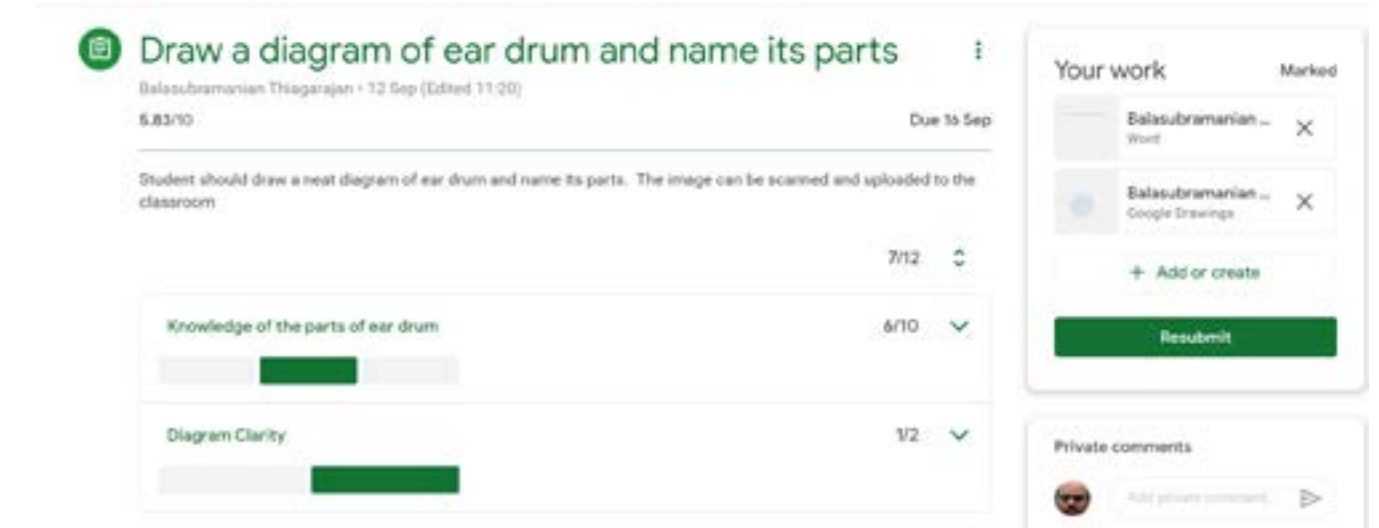 Draw a diagram of ear drum and name its parts
Balasubramanian Thiagarajan • 12 Sep (Edited 11:20)
5.83/10
Due 16 Sep
Student should draw a neat diagram of ear drum and name its parts. The image can be scanned and uploaded to the
classroom
7/12
Knowledge of the parts of ear drum
6/10
Diagram Clarity
1/2
Your work
Marked
Balasubramanian ...
Word
Balasubramanian ...
Google Drawings
+ Add or create
Resubmit
Private comments
Add private comment...